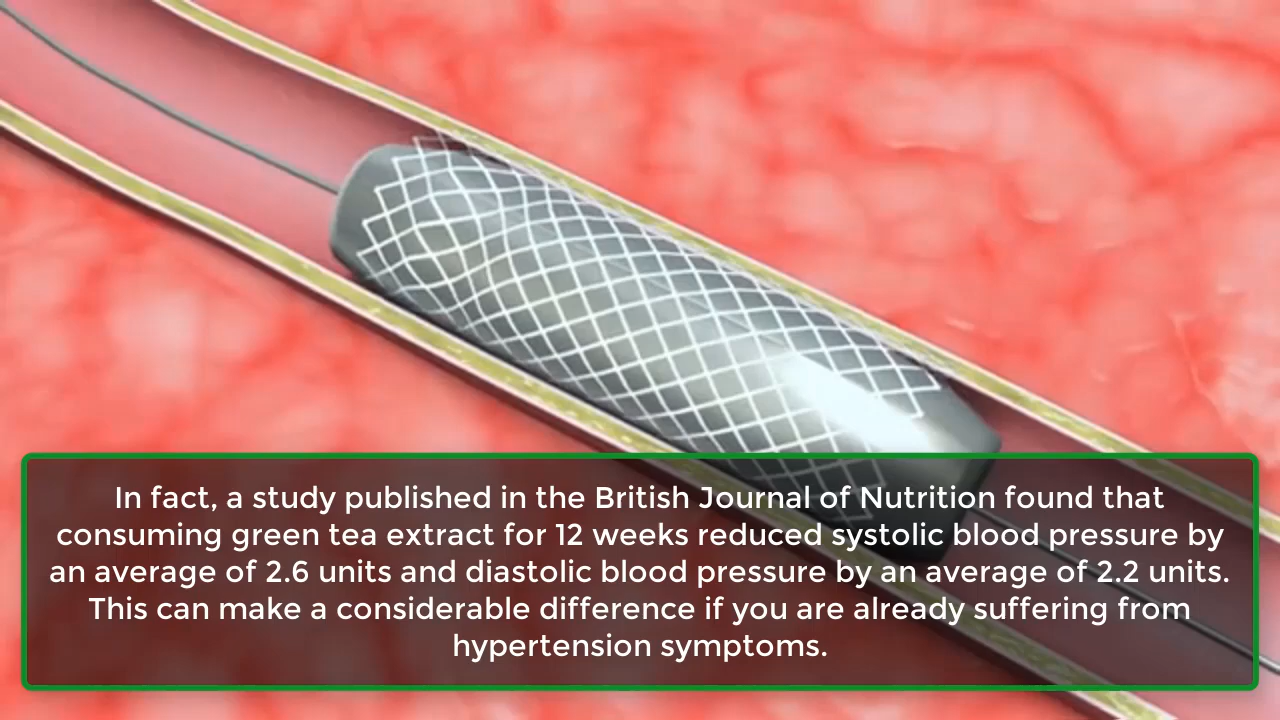 In fact, a study published in the British Journal of Nutrition found that
consuming green tea extract for 12 weeks reduced systolic blood pressure by
an average of 2.6 units and diastolic blood pressure by an average of 2.2 units.
This can make a considerable difference if you are already suffering from
hypertension symptoms.